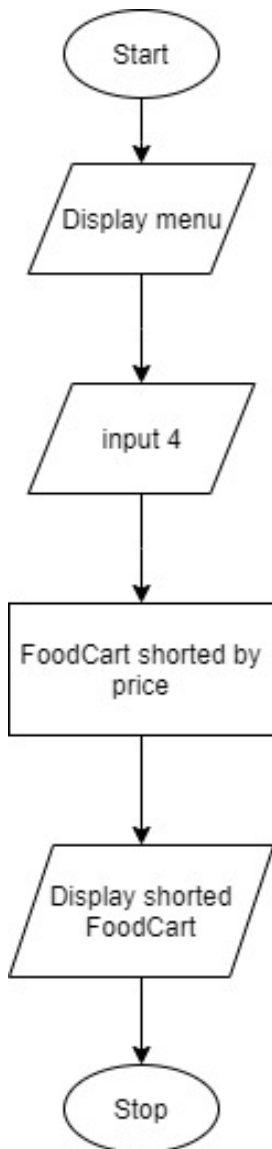 Start
Display menu
input 4
FoodCart shorted by
price
Display shorted
FoodCart
Stop